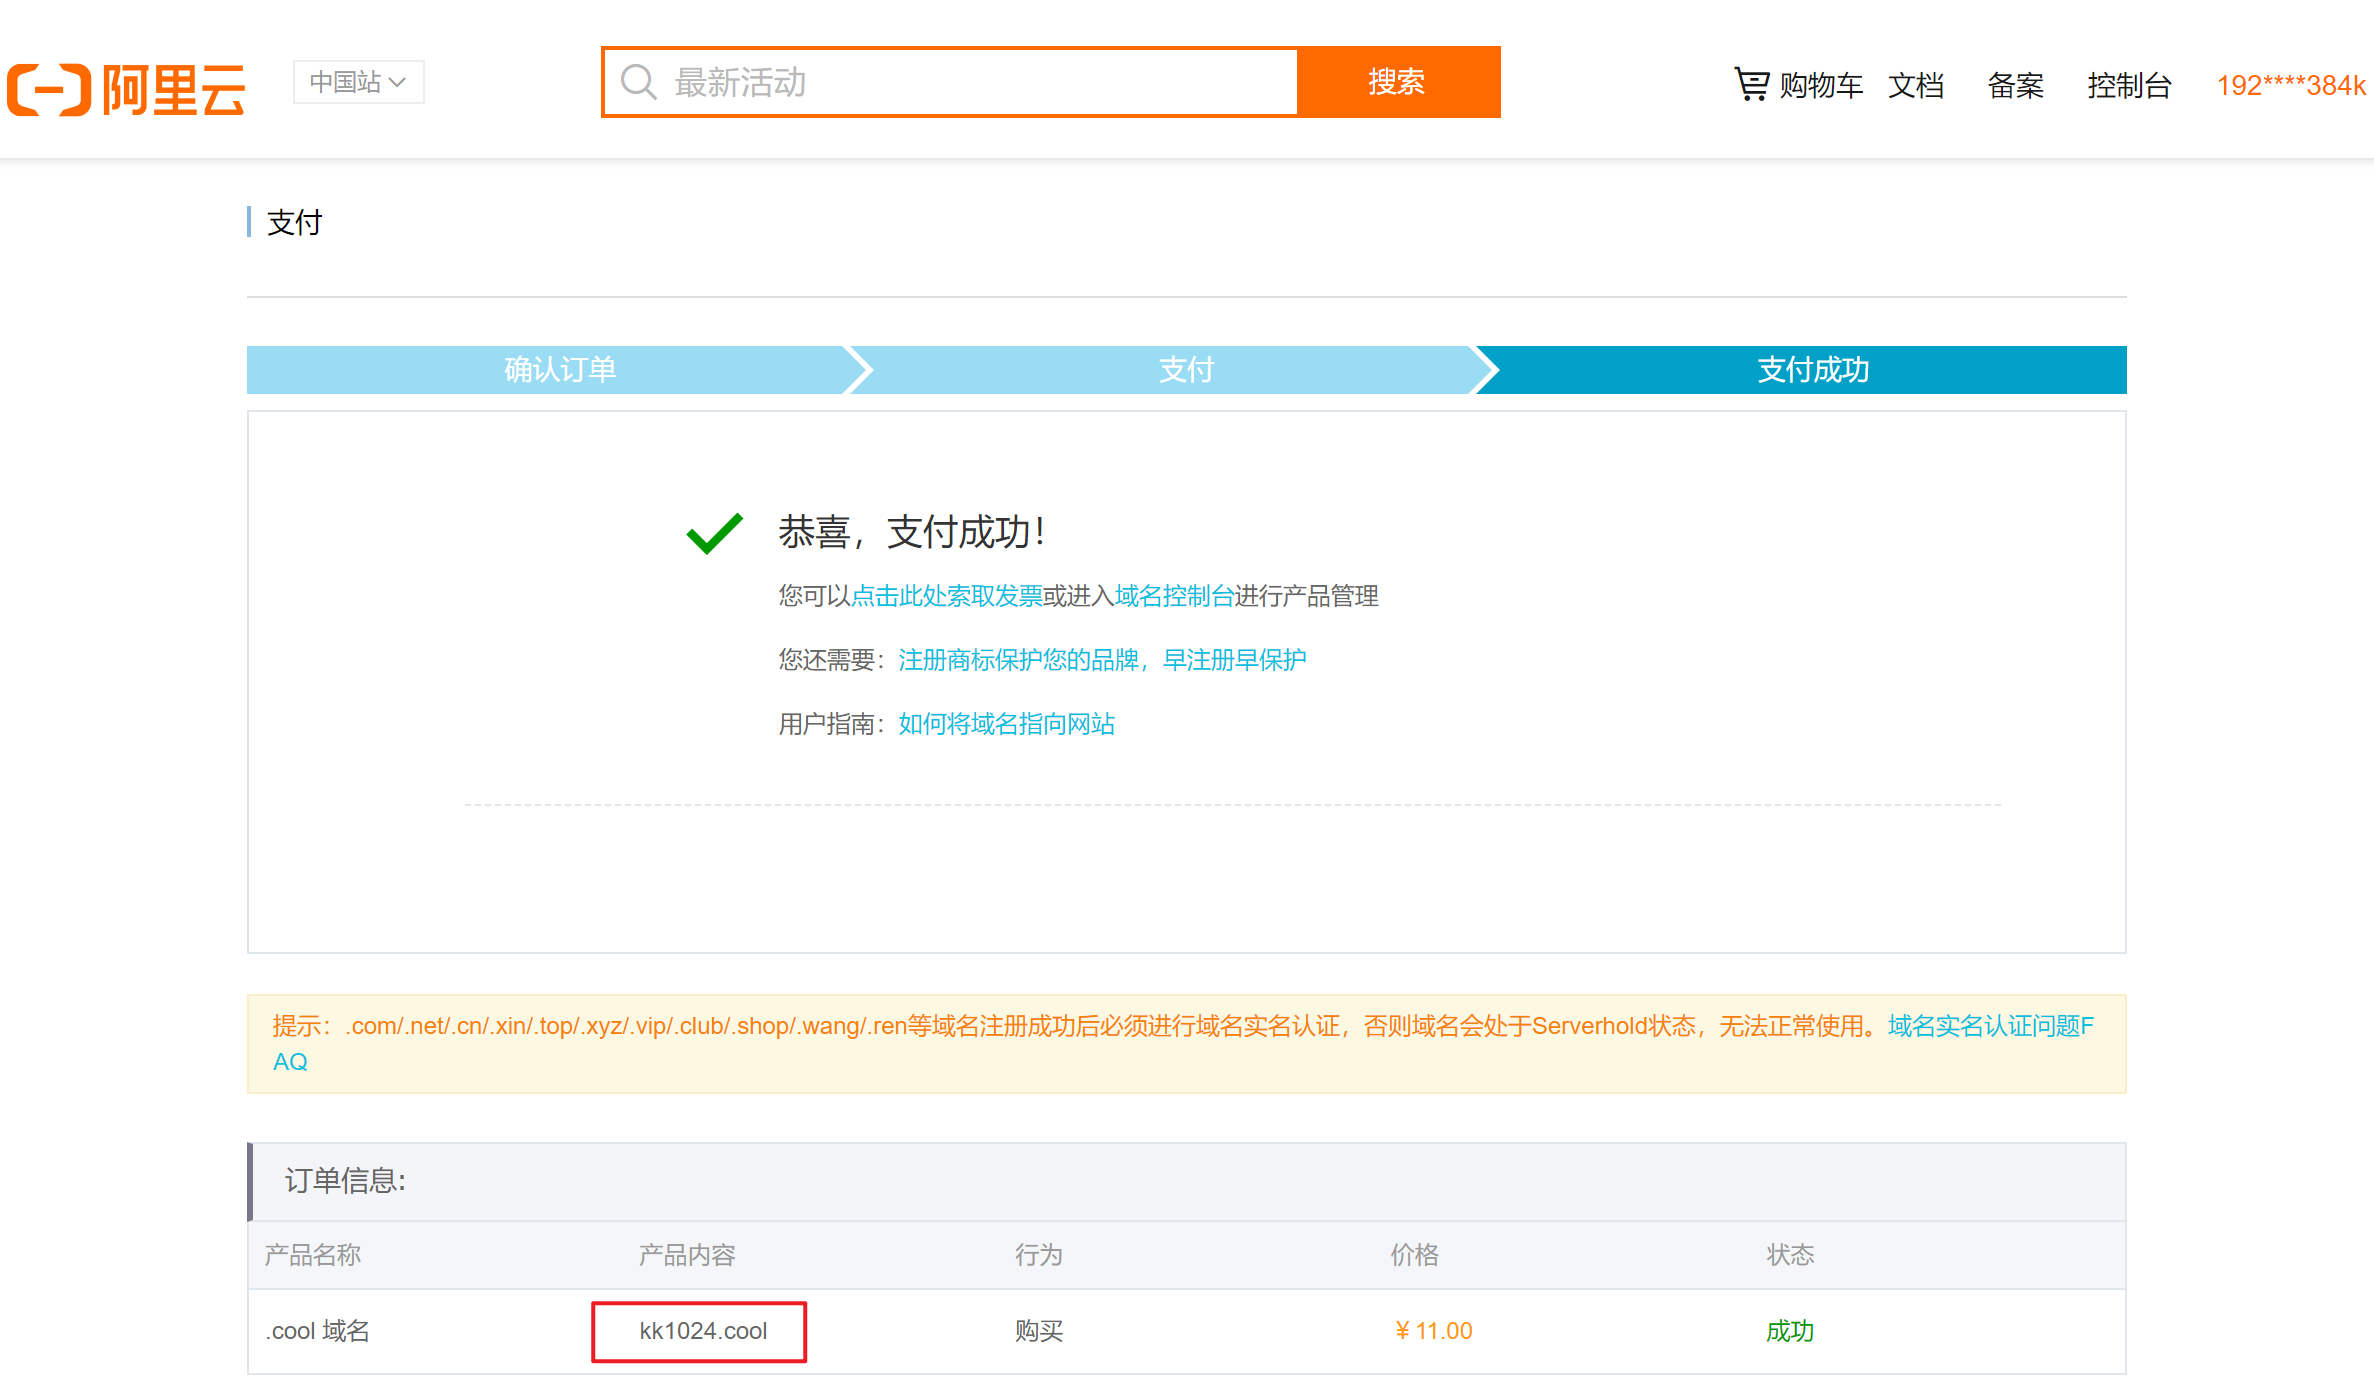 阿里云
中国站
最新活动
搜索
购物车 文档 备案 控制台 192****384k
支付
确认订单 支付 支付成功
恭喜，支付成功！
您可以点击此处索取发票或进入域名控制台进行产品管理
您还需要：注册商标保护您的品牌，早注册早保护
用户指南：如何将域名指向网站
提示：.com/.net/.cn/.xin/.top/.xyz/.vip/.club/.shop/.wang/.ren等域名注册成功后必须进行域名实名认证，否则域名会处于Serverhold状态，无法正常使用。域名实名认证问题F
AQ
订单信息:
产品名称 产品内容 行为 价格 状态
.cool 域名 kk1024.cool 购买 ¥ 11.00 成功